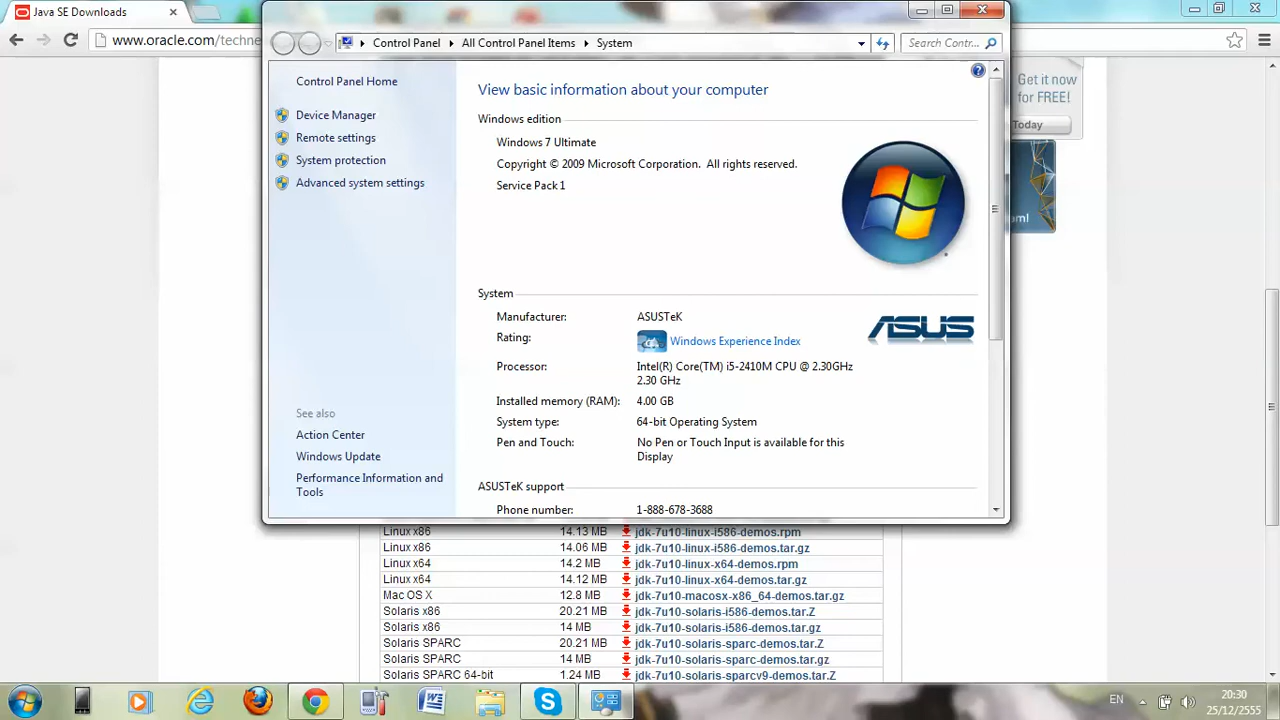 Java SE Downloads
www.oracle.com/techne
Control Panel
All Control Panel Items
System
Search Contr...
Control Panel Home
Device Manager
Remote settings
System protection
Advanced system settings
See also
Action Center
Windows Update
Performance Information and
Tools
View basic information about your computer
Windows edition
Windows 7 Ultimate
Copyright © 2009 Microsoft Corporation. All rights reserved.
Service Pack 1
System
Manufacturer: ASUSTeK
Rating: Windows Experience Index
Processor: Intel(R) Core(TM) i5-2410M CPU @ 2.30GHz
2.30 GHz
Installed memory (RAM): 4.00 GB
System type: 64-bit Operating System
Pen and Touch: No Pen or Touch Input is available for this
Display
ASUS
ASUSTeK support
Phone number: 1-888-678-3688
Get it now
for FREE!
Today
Linux x86 14.13 MB jdk-7u10-linux-i586-demos.rpm
Linux x86 14.06 MB jdk-7u10-linux-i586-demos.tar.gz
Linux x64 14.2 MB jdk-7u10-linux-x64-demos.rpm
Linux x64 14.12 MB jdk-7u10-linux-x64-demos.tar.gz
Mac OS X 12.8 MB jdk-7u10-macosx-x86_64-demos.tar.gz
Solaris x86 20.21 MB jdk-7u10-solaris-i586-demos.tar.Z
Solaris x86 14 MB jdk-7u10-solaris-i586-demos.tar.gz
Solaris SPARC 20.21 MB jdk-7u10-solaris-sparc-demos.tar.Z
Solaris SPARC 14 MB jdk-7u10-solaris-sparc-demos.tar.gz
Solaris SPARC 64-bit 1.24 MB jdk-7u10-solaris-sparcv9-demos.tar.Z
EN
20:30
25/12/2555